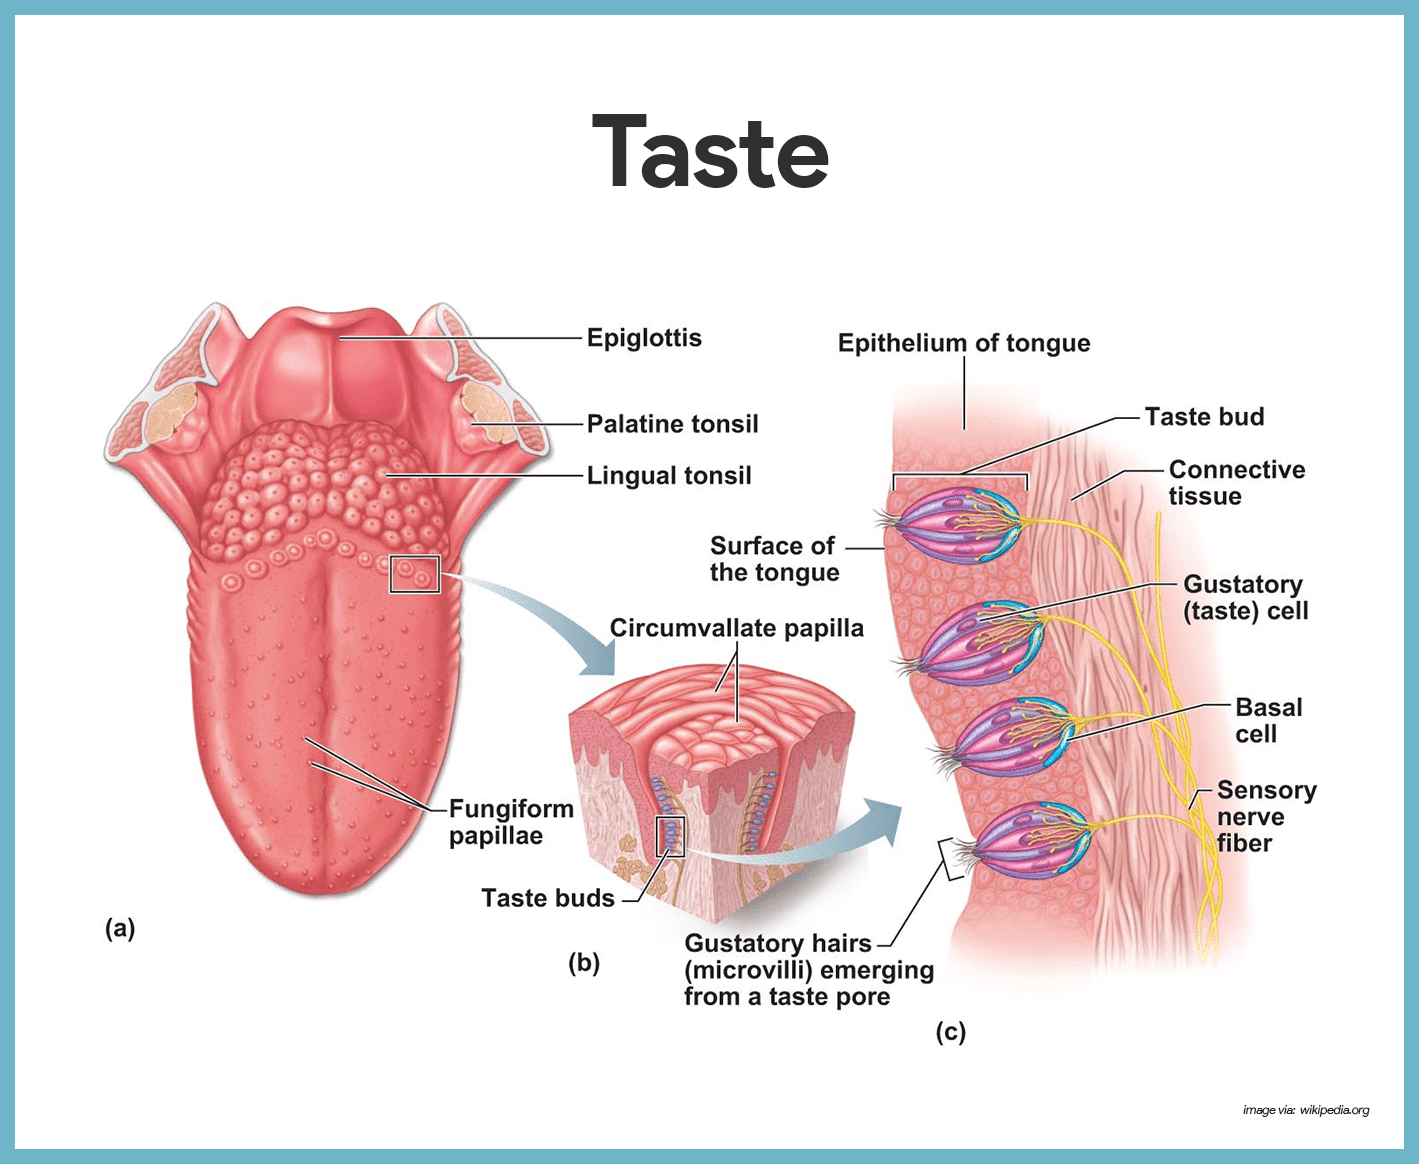 Taste
Epiglottis
Palatine tonsil
Lingual tonsil
Fungiform
papillae
(a)
Circumvallate papilla
Taste buds
(b)
Epithelium of tongue
Taste bud
Connective
tissue
Surface of
the tongue
Gustatory
(taste) cell
Basal
cell
Sensory
nerve
fiber
Gustatory hairs
(microvilli) emerging
from a taste pore
(c)
image via: wikipedia.org